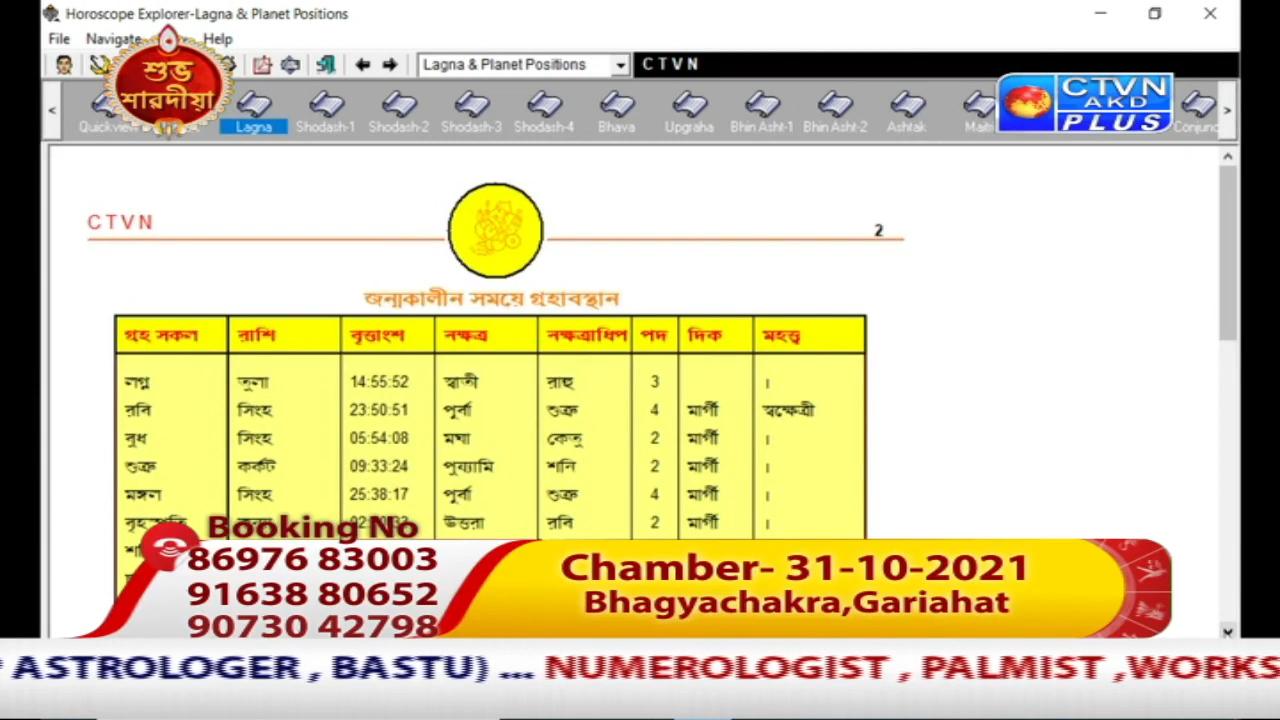 Horoscope Explorer-Lagna & Planet Positions
File Navigate Help
Lagna & Planet Positions
CTVN
শুভ
শারদীয়া
CTVN
AKD
PLUS
< Quickview Lagna Shodash-1 Shodash-2 Shodash-3 Shodash-4 Bhava Upgraha Bhin Asht-1 Bhin Asht-2 Ashtak >
CTVN
2
জন্মকালীন সময়ে গ্রহাবস্থান
গ্রহ সকল রাশি বৃত্তাংশ নক্ষত্র নক্ষত্রাধিপ পদ দিক মহত্ত্ব
লগ্ন তুলা 14:55:52 স্বাতী রাহু 3 ।
রবি সিংহ 23:50:51 পুর্বা শুক্র 4 মার্গী স্বক্ষেত্রী
বুধ সিংহ 05:54:08 মঘা কেতু 2 মার্গী ।
শুক্র কর্কট 09:33:24 পুয্যামি শনি 2 মার্গী ।
মঙ্গল সিংহ 25:38:17 পুর্বা শুক্র 4 মার্গী ।
উত্তরা রবি 2 মার্গী ।
Booking No
86976 83003
91638 80652
90730 42798
Chamber- 31-10-2021
Bhagyachakra,Gariahat
ASTROLOGER , BASTU) ... NUMEROLOGIST , PALMIST ,WORKS